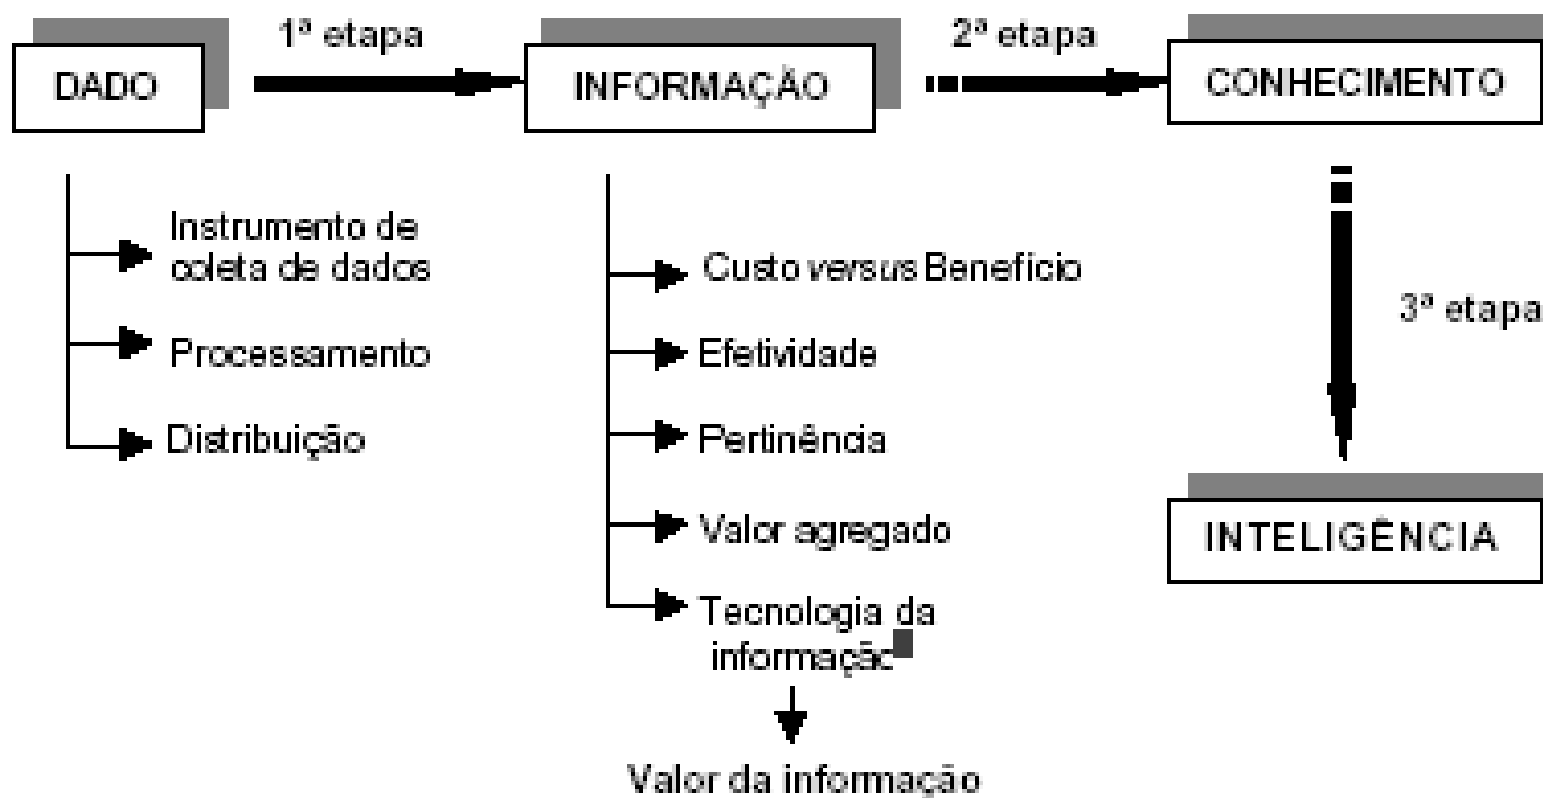 DADO
1ª etapa
INFORMAÇÃO
2ª etapa
CONHECIMENTO
Instrumento de
coleta de dados
Processamento
Distribuição
Custo versus Benefício
Efetividade
Pertinência
Valor agregado
Tecnologia da
informação
Valor da informação
3ª etapa
INTELIGÊNCIA